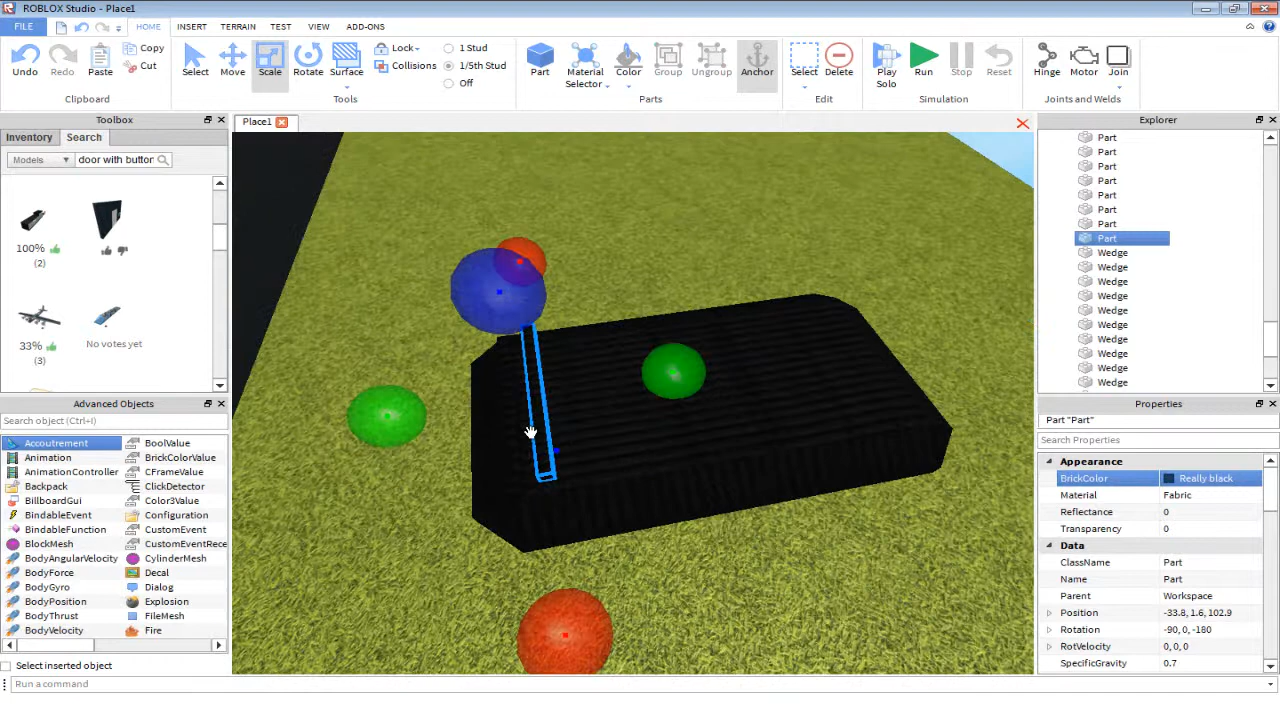 ROBLOX Studio - Place1
FILE HOME INSERT TERRAIN TEST VIEW ADD-ONS
Undo Redo Paste Copy Cut
Clipboard
Select Move Scale Rotate Surface Lock Collisions 1 Stud 1/5th Stud Off
Tools
Part Material Selector Color Group Ungroup Anchor
Parts
Select Delete
Edit
Play Solo Run Stop Reset
Simulation
Hinge Motor Join
Joints and Welds
Toolbox
Inventory Search
Models door with button
100%
(2)
33% No votes yet
(3)
Advanced Objects
Search object (Ctrl+I)
Accoutrement BoolValue
Animation BrickColorValue
AnimationController CFrameValue
Backpack ClickDetector
BillboardGui Color3Value
BindableEvent Configuration
BindableFunction CustomEvent
BlockMesh CustomEventRece
BodyAngularVelocity CylinderMesh
BodyForce Decal
BodyGyro Dialog
BodyPosition Explosion
BodyThrust FileMesh
BodyVelocity Fire
Select inserted object
Run a command
Place1
Explorer
Part
Part
Part
Part
Part
Part
Part
Part
Wedge
Wedge
Wedge
Wedge
Wedge
Wedge
Wedge
Wedge
Wedge
Wedge
Properties
Part "Part"
Search Properties
Appearance
BrickColor Really black
Material Fabric
Reflectance 0
Transparency 0
Data
ClassName Part
Name Part
Parent Workspace
Position -33.8, 1.6, 102.9
Rotation -90, 0, -180
RotVelocity 0, 0, 0
SpecificGravity 0.7